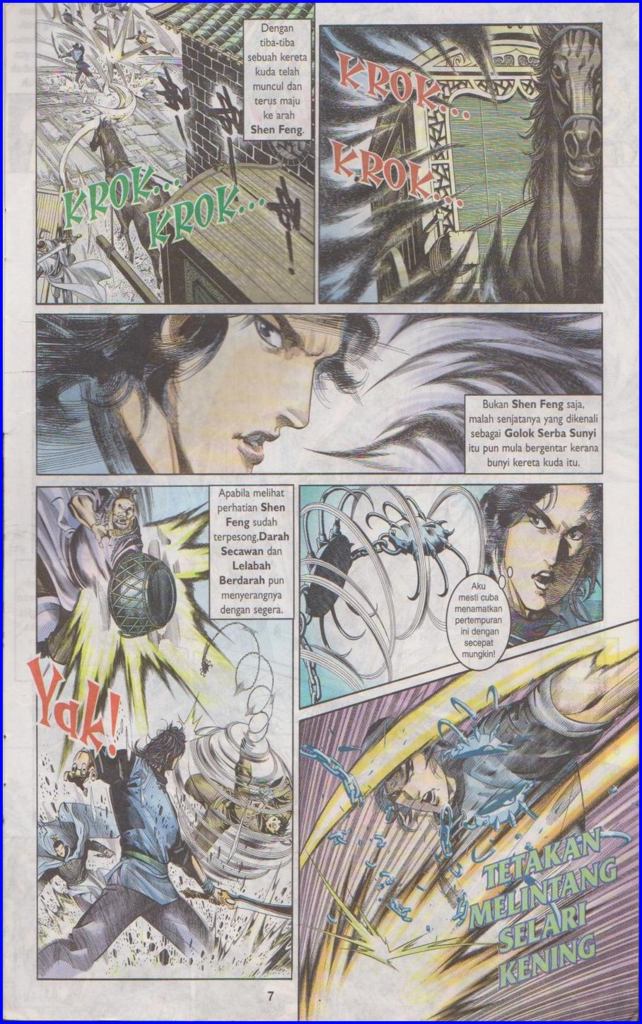 Dengan
tiba-tiba
sebuah kereta
kuda telah
muncul dan
terus maju
ke arah
Shen Feng.
KROK...
KROK...
KROK...
KROK...
Bukan Shen Feng saja,
malah senjatanya yang dikenali
sebagai Golok Serba Sunyi
itu pun mula bergentar kerana
bunyi kereta kuda itu.
Apabila melihat
perhatian Shen
Feng sudah
terpesong,Darah
Secawan dan
Lelabah
Berdarah pun
menyerangnya
dengan segera.
Yak!
Aku
mesti cuba
menamatkan
pertempuran
ini dengan
secepat
mungkin!
TETAKAN
MELINTANG
SELARI
KENING
7